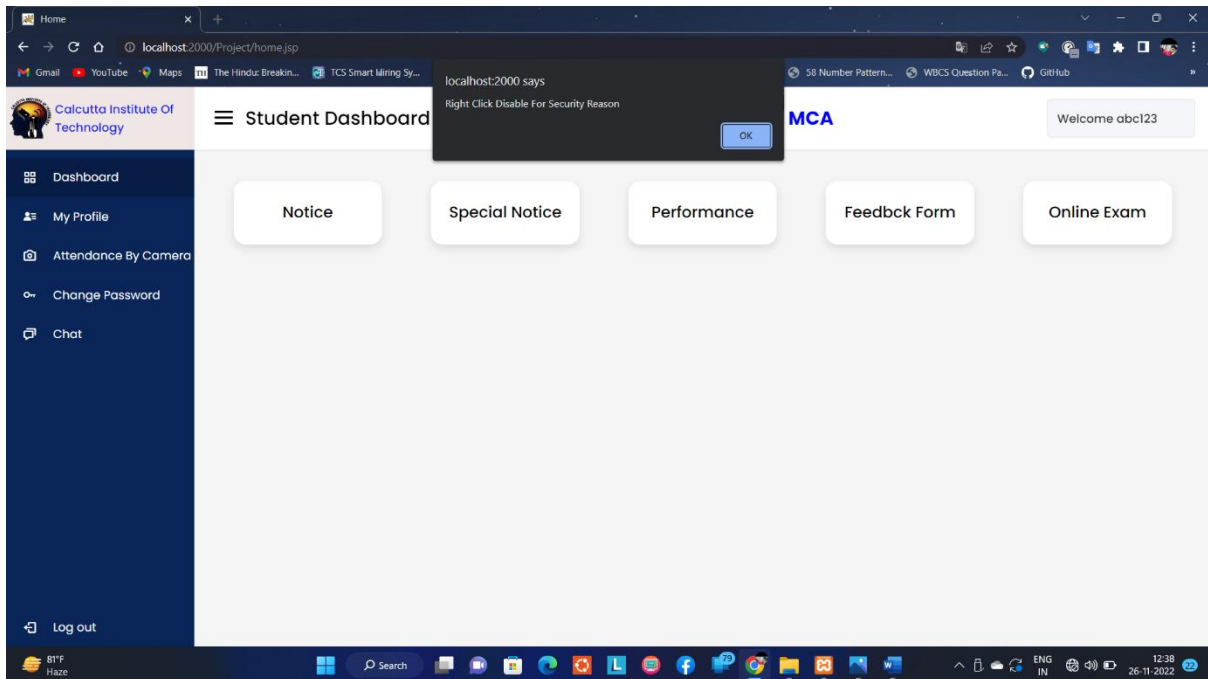 Home
localhost:2000/Project/home.jsp
Gmail YouTube Maps The Hindu: Breakin... TCS Smart Hiring Sy... 58 Number Pattern... WBCS Question Pa... GitHub »
localhost:2000 says
Right Click Disable For Security Reason
OK
Calcutta Institute Of
Technology
Student Dashboard
MCA
Welcome abc123
Dashboard
My Profile
Attendance By Camera
Change Password
Chat
Log out
Notice
Special Notice
Performance
Feedbck Form
Online Exam
81°F
Haze
Search
79
ENG
IN
12:38
26-11-2022
22